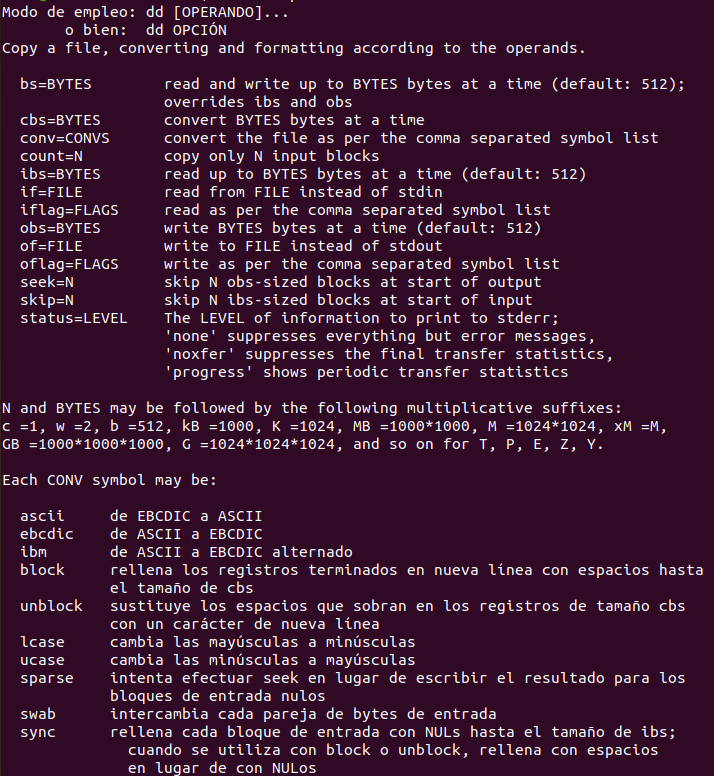 Modo de empleo: dd [OPERANDO]...
       o bien:  dd OPCIÓN
Copy a file, converting and formatting according to the operands.

  bs=BYTES        read and write up to BYTES bytes at a time (default: 512);
                  overrides ibs and obs
  cbs=BYTES       convert BYTES bytes at a time
  conv=CONVS      convert the file as per the comma separated symbol list
  count=N         copy only N input blocks
  ibs=BYTES       read up to BYTES bytes at a time (default: 512)
  if=FILE         read from FILE instead of stdin
  iflag=FLAGS     read as per the comma separated symbol list
  obs=BYTES       write BYTES bytes at a time (default: 512)
  of=FILE         write to FILE instead of stdout
  oflag=FLAGS     write as per the comma separated symbol list
  seek=N          skip N obs-sized blocks at start of output
  skip=N          skip N ibs-sized blocks at start of input
  status=LEVEL    The LEVEL of information to print to stderr;
                  'none' suppresses everything but error messages,
                  'noxfer' suppresses the final transfer statistics,
                  'progress' shows periodic transfer statistics

N and BYTES may be followed by the following multiplicative suffixes:
c =1, w =2, b =512, kB =1000, K =1024, MB =1000*1000, M =1024*1024, xM =M,
GB =1000*1000*1000, G =1024*1024*1024, and so on for T, P, E, Z, Y.

Each CONV symbol may be:

  ascii     de EBCDIC a ASCII
  ebcdic    de ASCII a EBCDIC
  ibm       de ASCII a EBCDIC alternado
  block     rellena los registros terminados en nueva línea con espacios hasta
            el tamaño de cbs
  unblock   sustituye los espacios que sobran en los registros de tamaño cbs
            con un carácter de nueva línea
  lcase     cambia las mayúsculas a minúsculas
  ucase     cambia las minúsculas a mayúsculas
  sparse    intenta efectuar seek en lugar de escribir el resultado para los
            bloques de entrada nulos
  swab      intercambia cada pareja de bytes de entrada
  sync      rellena cada bloque de entrada con NULs hasta el tamaño de ibs;
              cuando se utiliza con block o unblock, rellena con espacios
              en lugar de con NULos